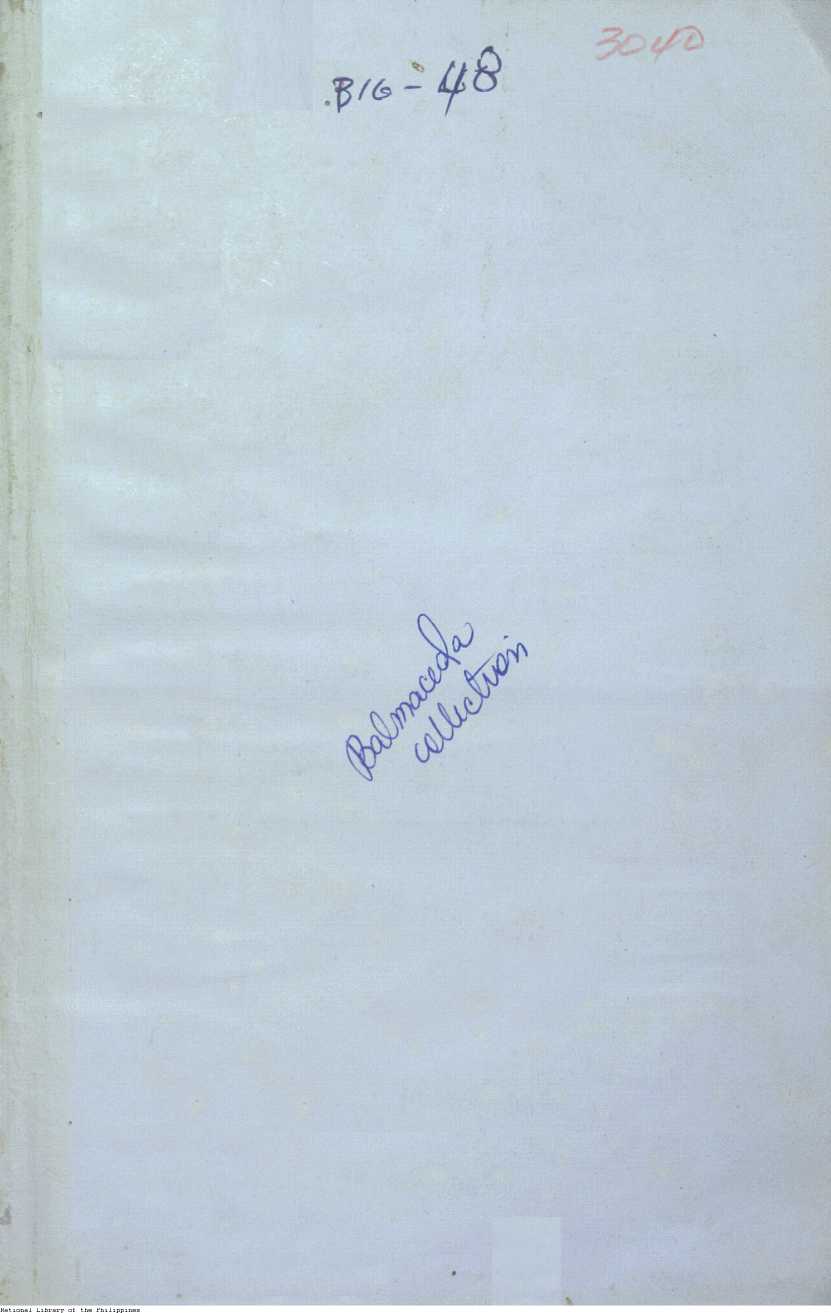 3040
B16 - 48
Balmaceda
collection
National Library of the Philippines